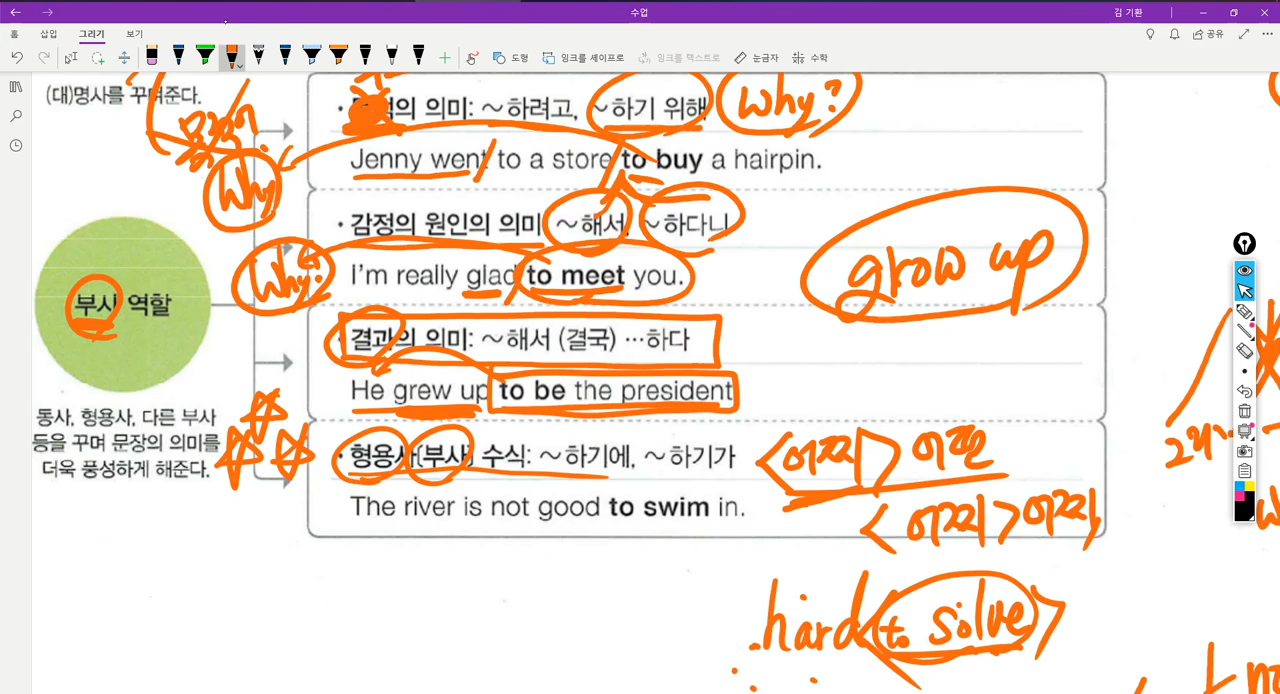 수업
김 기환
홈 삽입 그리기 보기
공유
도형 잉크를 셰이프로 잉크를 텍스트로 눈금자 수학
(대)명사를 꾸며준다.
의 의미: ~하려고, ~하기 위해
Why?
Jenny went to a store to buy a hairpin.
Why
· 감정의 원인의 의미 ~해서, ~하다니
Why?
I'm really glad to meet you.
grow up
부사 역할
결과의 의미: ~해서 (결국) …하다
He grew up to be the president
동사, 형용사, 다른 부사
등을 꾸며 문장의 의미를
더욱 풍성하게 해준다.
· 형용사(부사) 수식: ~하기에, ~하기가
<어찌> 어떤
The river is not good to swim in.
<어찌> 어찌
hard <to solve>